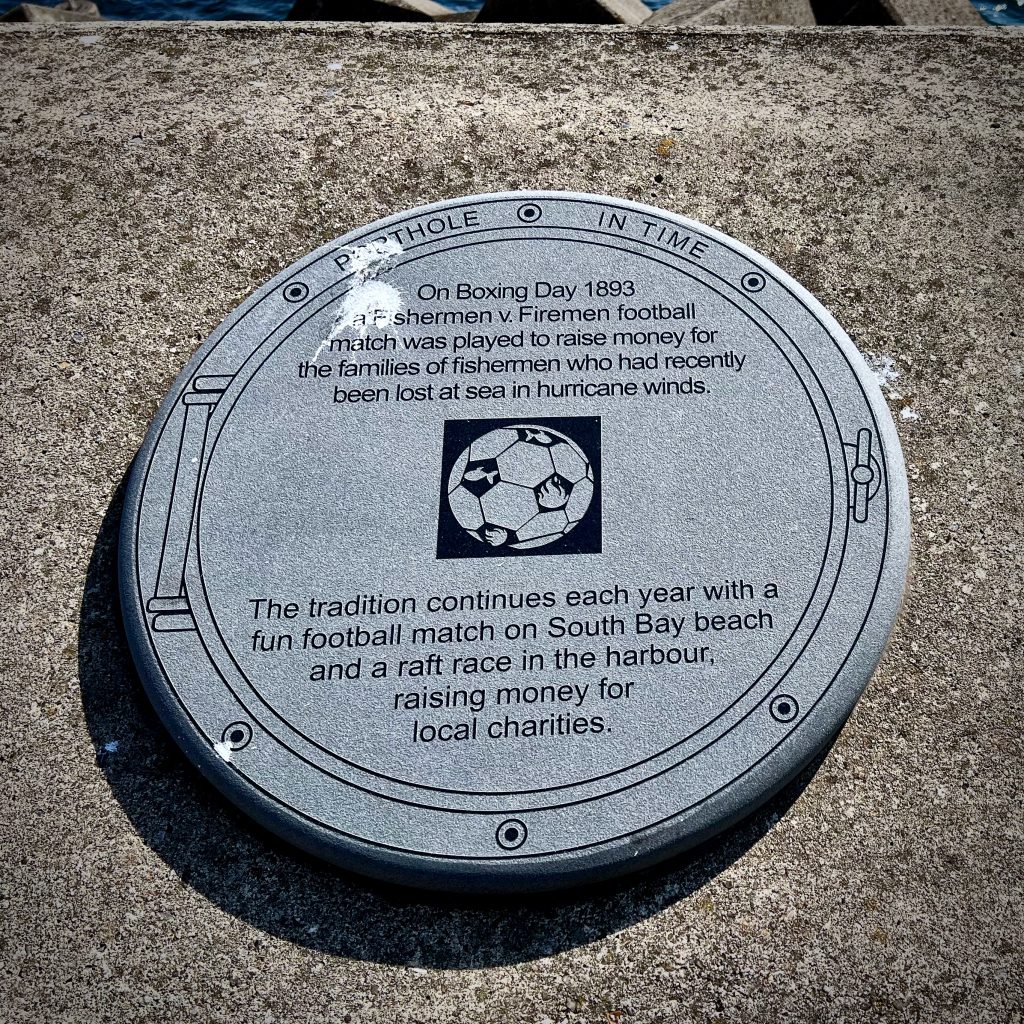 PORTHOLE IN TIME
On Boxing Day 1893
a Fishermen v. Firemen football
match was played to raise money for
the families of fishermen who had recently
been lost at sea in hurricane winds.
The tradition continues each year with a
fun football match on South Bay beach
and a raft race in the harbour,
raising money for
local charities.